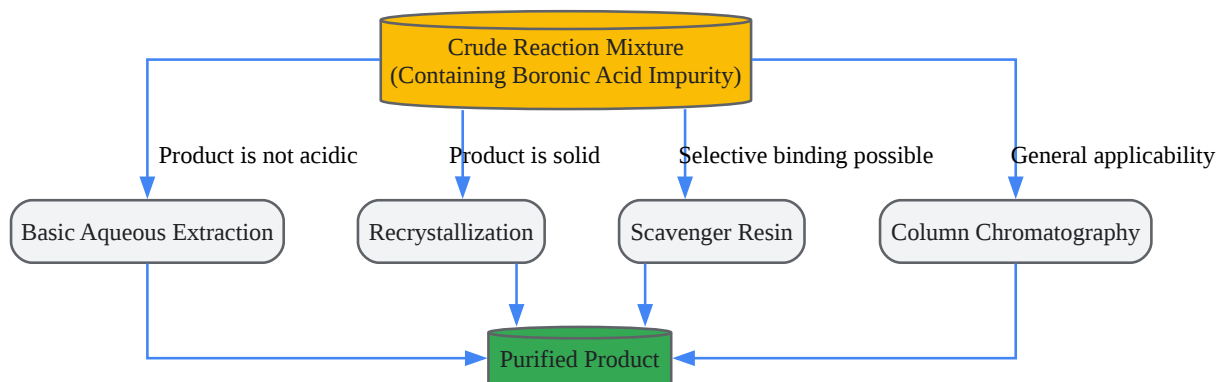 Crude Reaction Mixture
(Containing Boronic Acid Impurity)
Product is not acidic
Product is solid
Selective binding possible
General applicability
Basic Aqueous Extraction
Recrystallization
Scavenger Resin
Column Chromatography
Purified Product